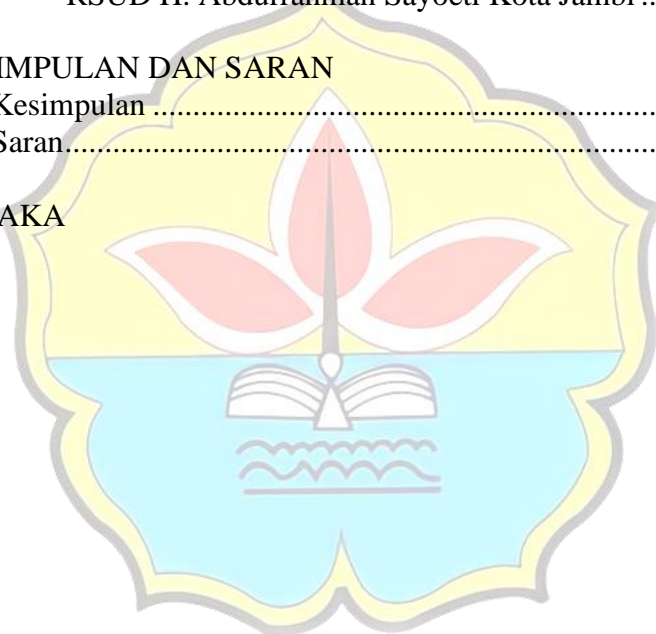 RSUD H. Abdurrahman Sayoeti Kota Jambi ..
IMPULAN DAN SARAN
Kesimpulan ...............................................................
Saran..........................................................................
AKA